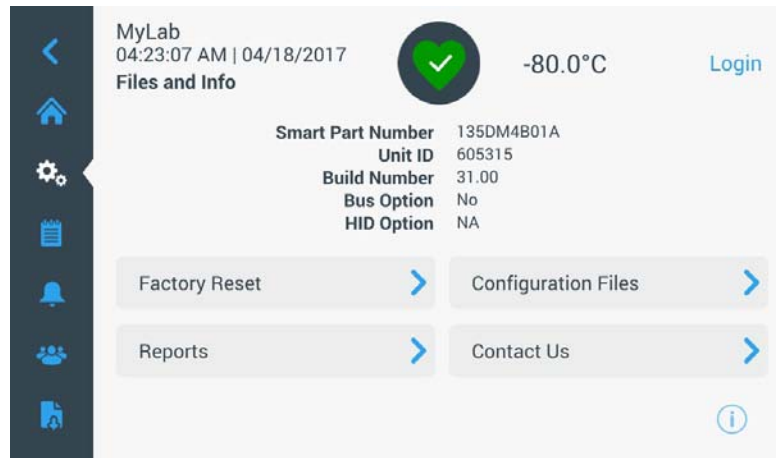 MyLab
04:23:07 AM | 04/18/2017
Files and Info
-80.0°C
Login
Smart Part Number 135DM4B01A
Unit ID 605315
Build Number 31.00
Bus Option No
HID Option NA
Factory Reset
Configuration Files
Reports
Contact Us
i